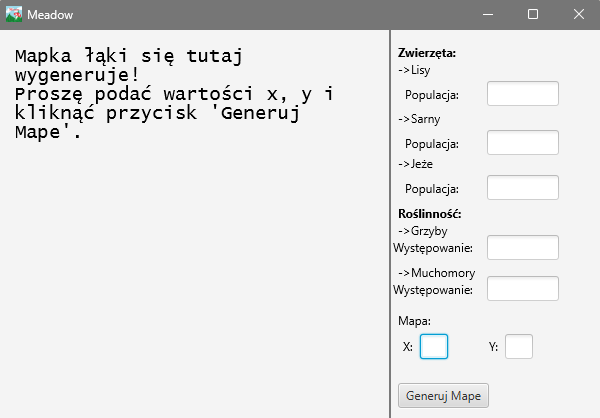 Meadow
Mapka łąki się tutaj
wygeneruje!
Proszę podać wartości x, y i
kliknąć przycisk 'Generuj
Mape'.
Zwierzęta:
->Lisy
Populacja:
->Sarny
Populacja:
->Jeże
Populacja:
Roślinność:
->Grzyby
Występowanie:
->Muchomory
Występowanie:
Mapa:
X: Y:
Generuj Mape